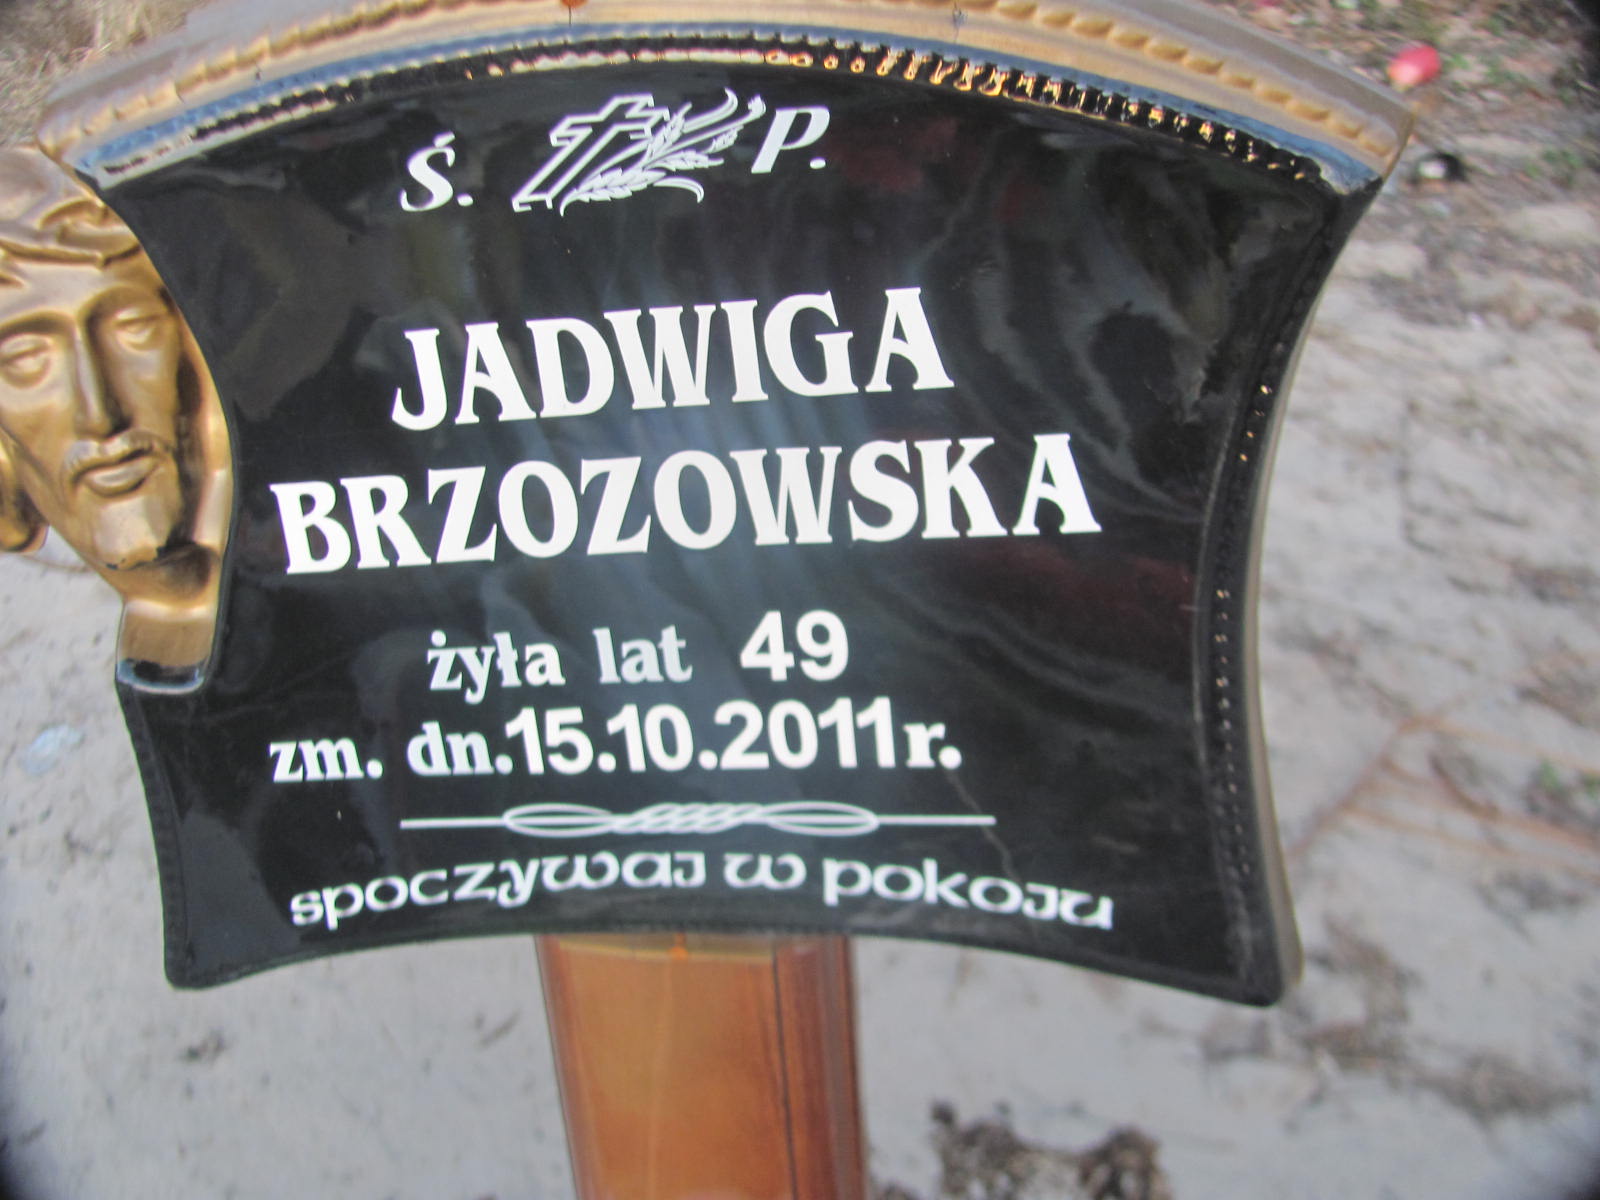 Ś. P.
JADWIGA
BRZOZOWSKA
żyła lat 49
zm. dn.15.10.2011r.
spoczywaj w pokoju